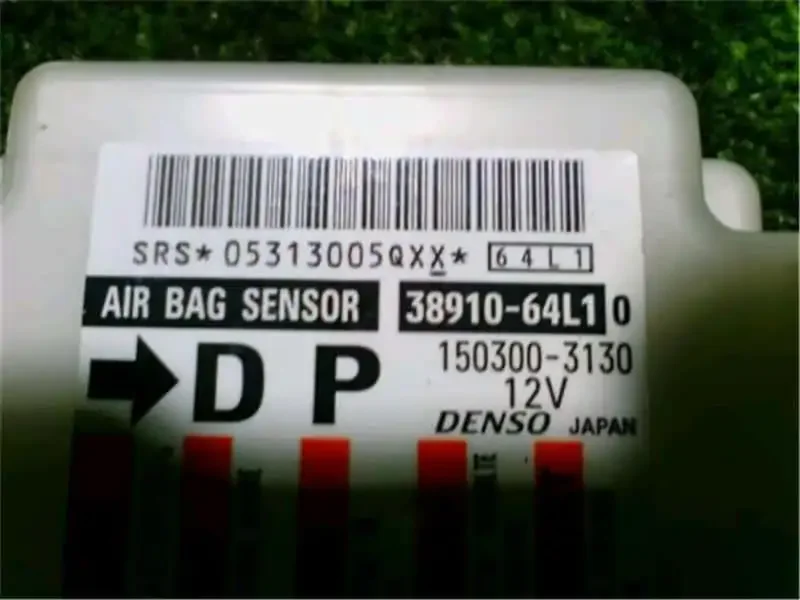 SRS*05313005QXX* 64L1
AIR BAG SENSOR 38910-64L1 0
150300-3130
D P 12V
DENSO JAPAN